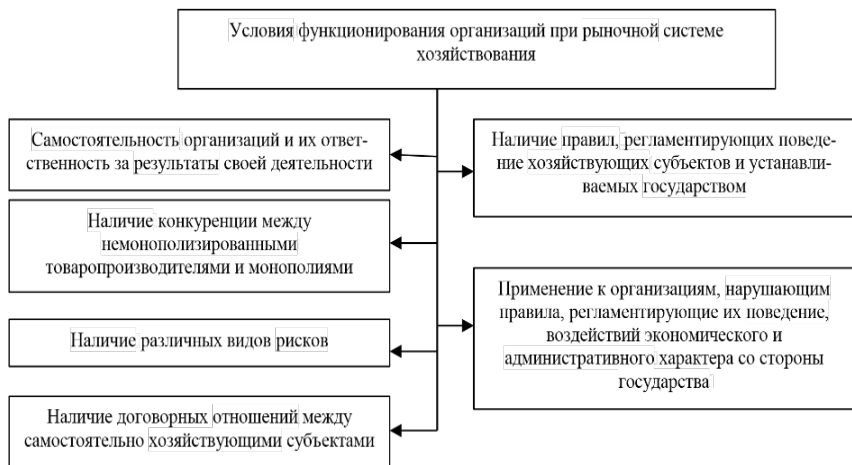 Условия функционирования организаций при рыночной системе
хозяйствования
Самостоятельность организаций и их ответ-
ственность за результаты своей деятельности
Наличие конкуренции между
немонополизированными
товаропроизводителями и монополиями
Наличие различных видов рисков
Наличие договорных отношений между
самостоятельно хозяйствующими субъектами
Наличие правил, регламентирующих поведе-
ние хозяйствующих субъектов и устанавли-
ваемых государством
Применение к организациям, нарушающим
правила, регламентирующие их поведение,
воздействий экономического и
административного характера со стороны
государства